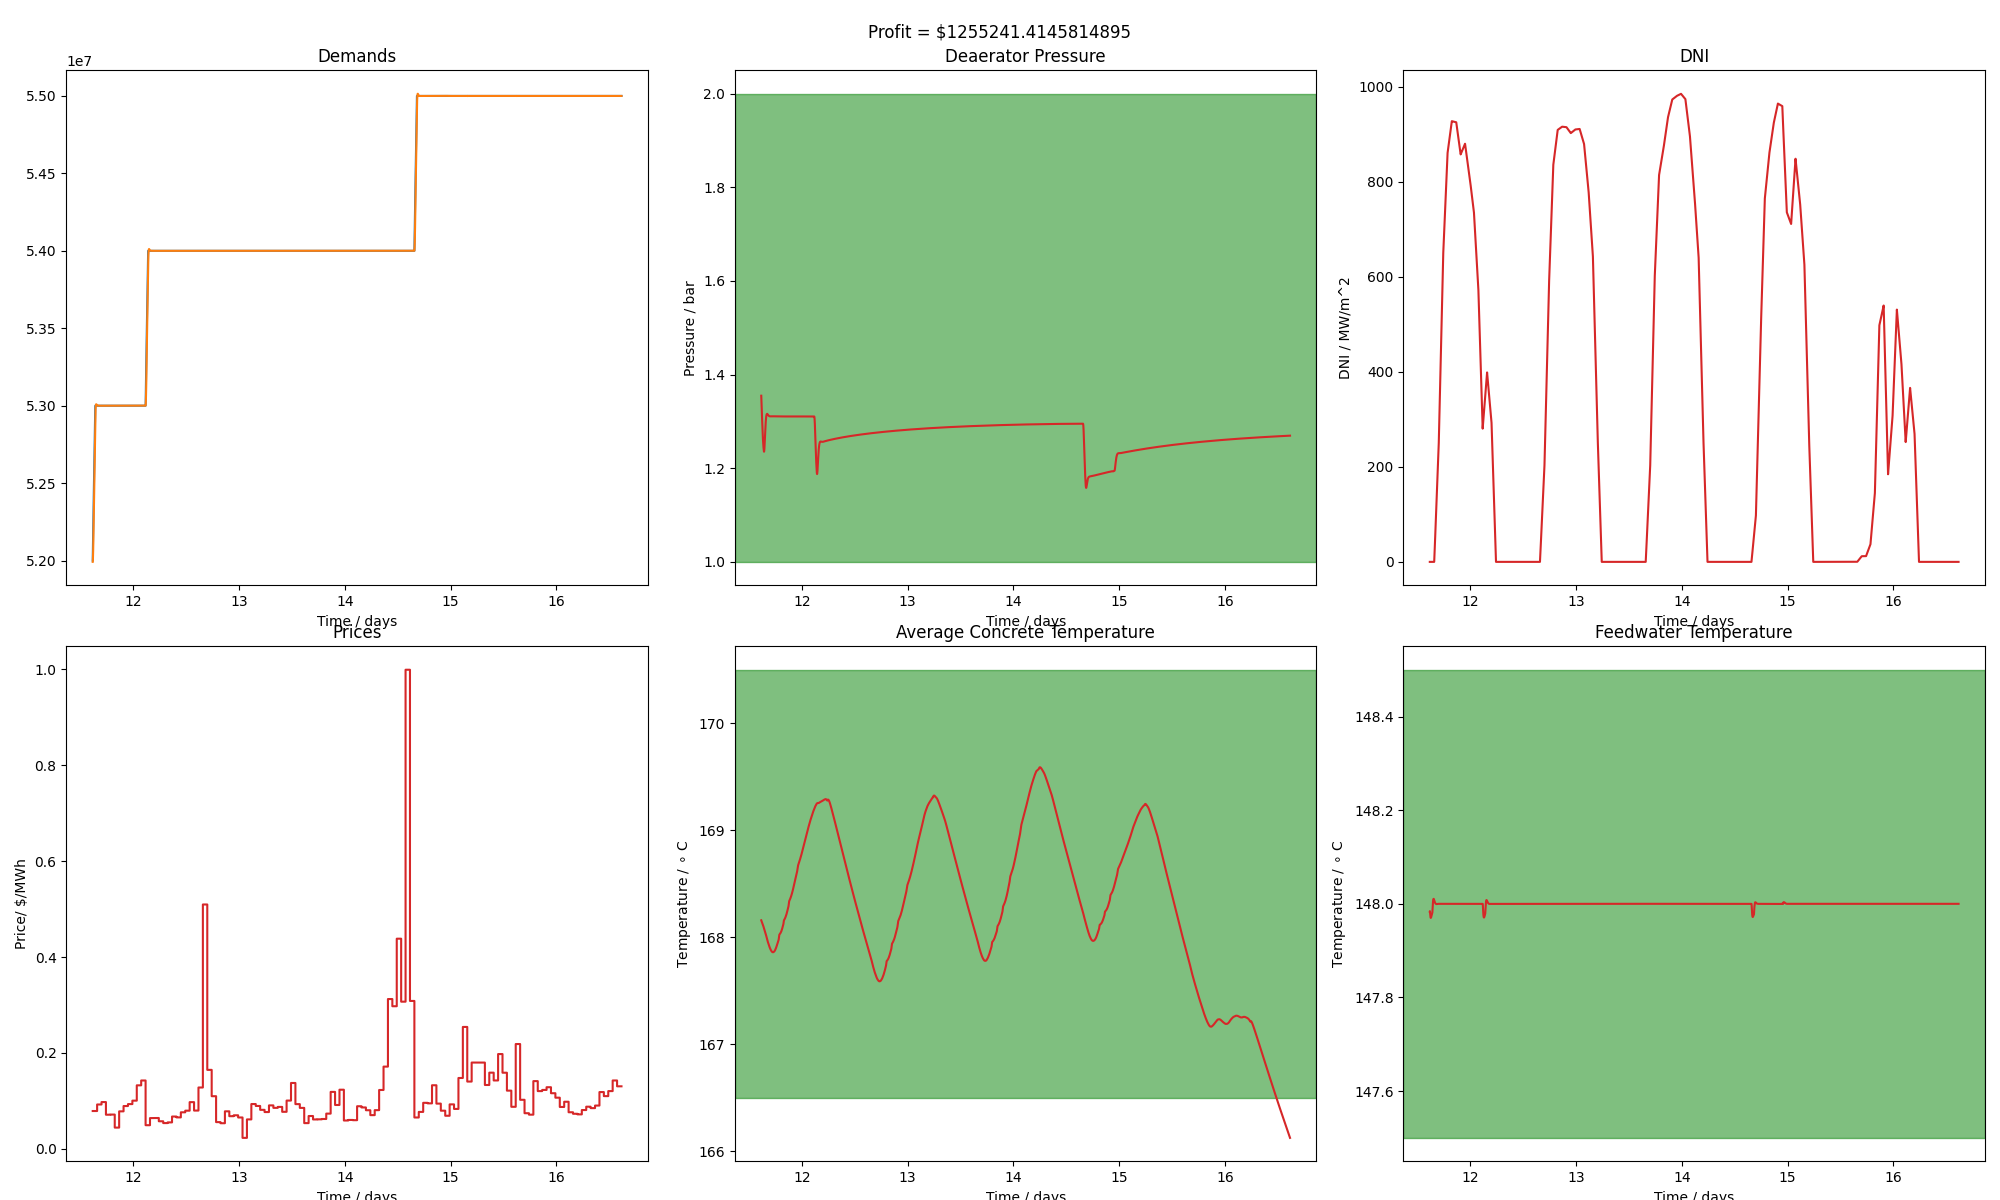 Profit = $1255241.4145814895
Demands
1e7
5.50
5.45
5.40
5.35
5.30
5.25
5.20
12 13 14 15 16
Time / days
Deaerator Pressure
Pressure / bar
2.0
1.8
1.6
1.4
1.2
1.0
12 13 14 15 16
Time / days
DNI
DNI / MW/m^2
1000
800
600
400
200
0
12 13 14 15 16
Time / days
Prices
Price/ $/MWh
1.0
0.8
0.6
0.4
0.2
0.0
12 13 14 15 16
Time / days
Average Concrete Temperature
Temperature / ∘ C
170
169
168
167
166
12 13 14 15 16
Time / days
Feedwater Temperature
Temperature / ∘ C
148.4
148.2
148.0
147.8
147.6
12 13 14 15 16
Time / days